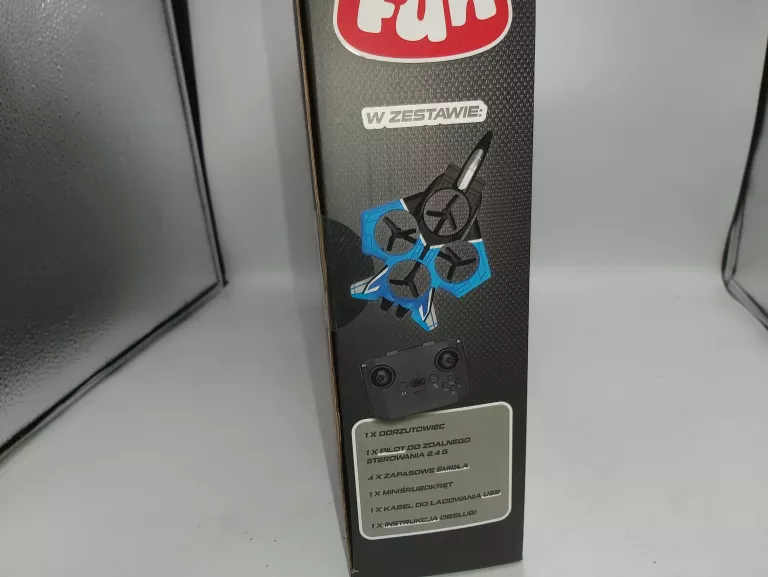 Fun
W ZESTAWIE:
1 X ODRZUTOWIEC
1 X PILOT DO ZDALNEGO
STEROWANIA 2.4 G
4 X ZAPASOWE ŚMIGŁA
1 X MINIŚRUBOKRĘT
1 X KABEL DO ŁADOWANIA USB
1 X INSTRUKCJA OBSŁUGI